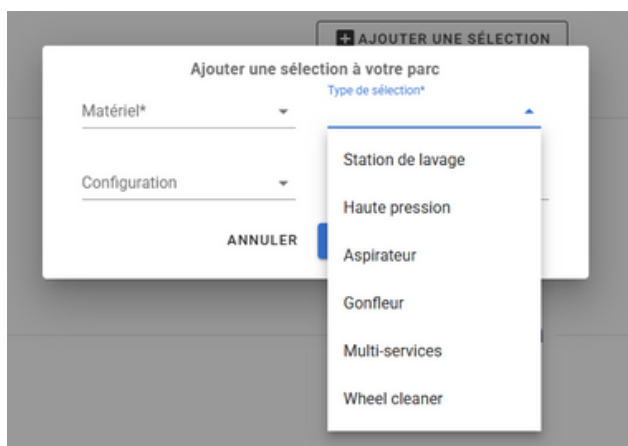 AJOUTER UNE SÉLECTION
Ajouter une sélection à votre parc
Matériel*
Type de sélection*
Configuration
ANNULER
Station de lavage
Haute pression
Aspirateur
Gonfleur
Multi-services
Wheel cleaner